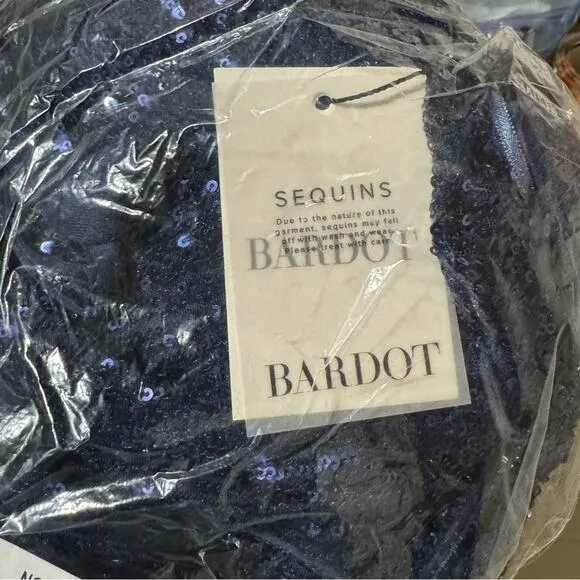 SEQUINS
Due to the nature of this
garment, sequins may fall
off with wash and wear.
Please treat with care
BARDOT
BARDOT